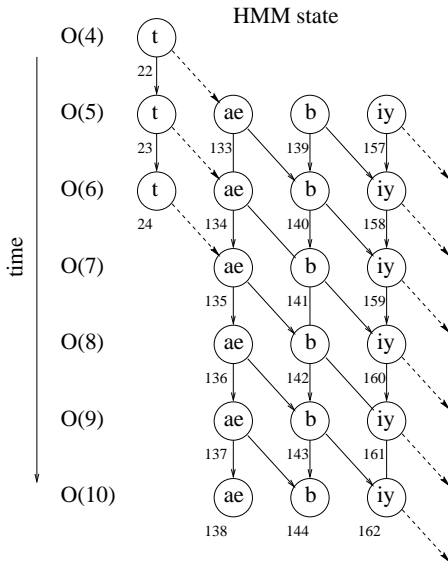 HMM state
O(4) t
22
O(5) t ae b iy
23 133 139 157
O(6) t ae b iy
24 134 140 158
O(7) ae b iy
135 141 159
O(8) ae b iy
136 142 160
O(9) ae b iy
137 143 161
O(10) ae b iy
138 144 162
time